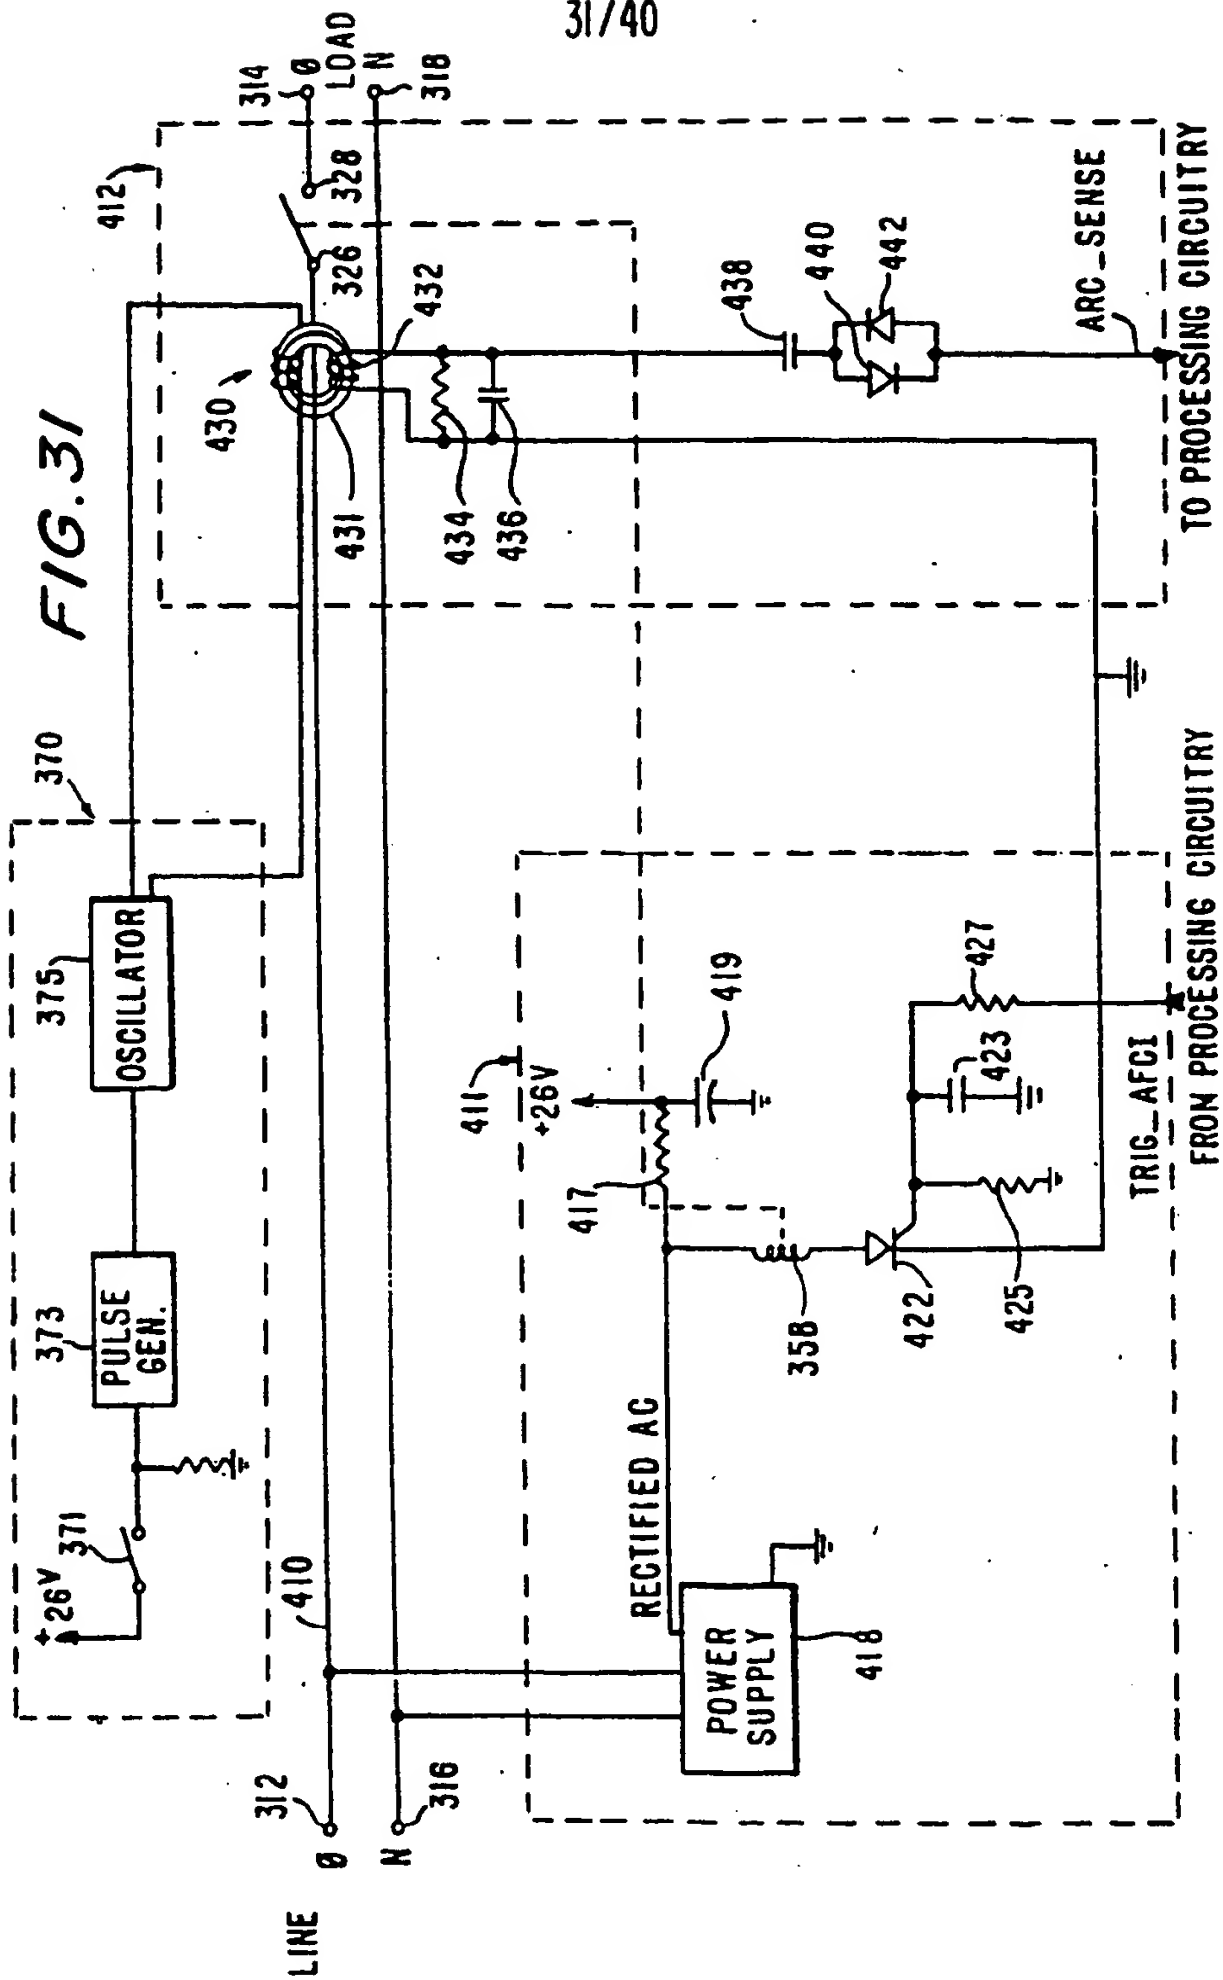 31/40
FIG.31
370
+26V
371
373
PULSE
GEN.
375
OSCILLATOR
412
LINE
Ø
312
N
316
410
430
431
432
326
328
314
Ø
LOAD
N
318
434
436
438
440
442
ARC_SENSE
TO PROCESSING CIRCUITRY
411
+26V
417
419
RECTIFIED AC
POWER
SUPPLY
418
358
422
425
423
427
TRIG_AFCI
FROM PROCESSING CIRCUITRY